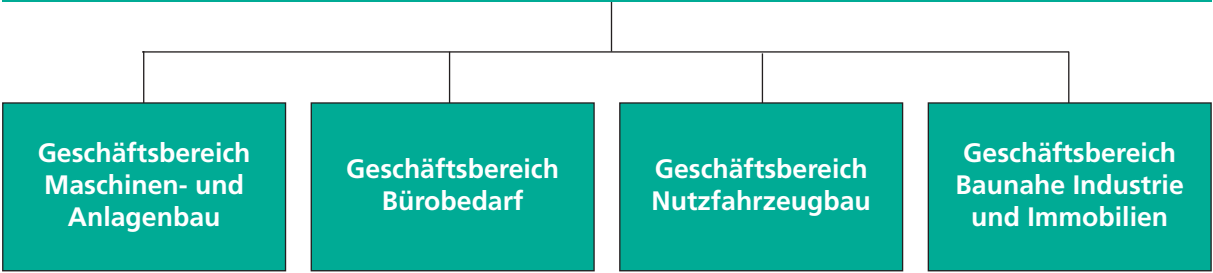 Geschäftsbereich
Maschinen- und
Anlagenbau
Geschäftsbereich
Bürobedarf
Geschäftsbereich
Nutzfahrzeugbau
Geschäftsbereich
Baunahe Industrie
und Immobilien